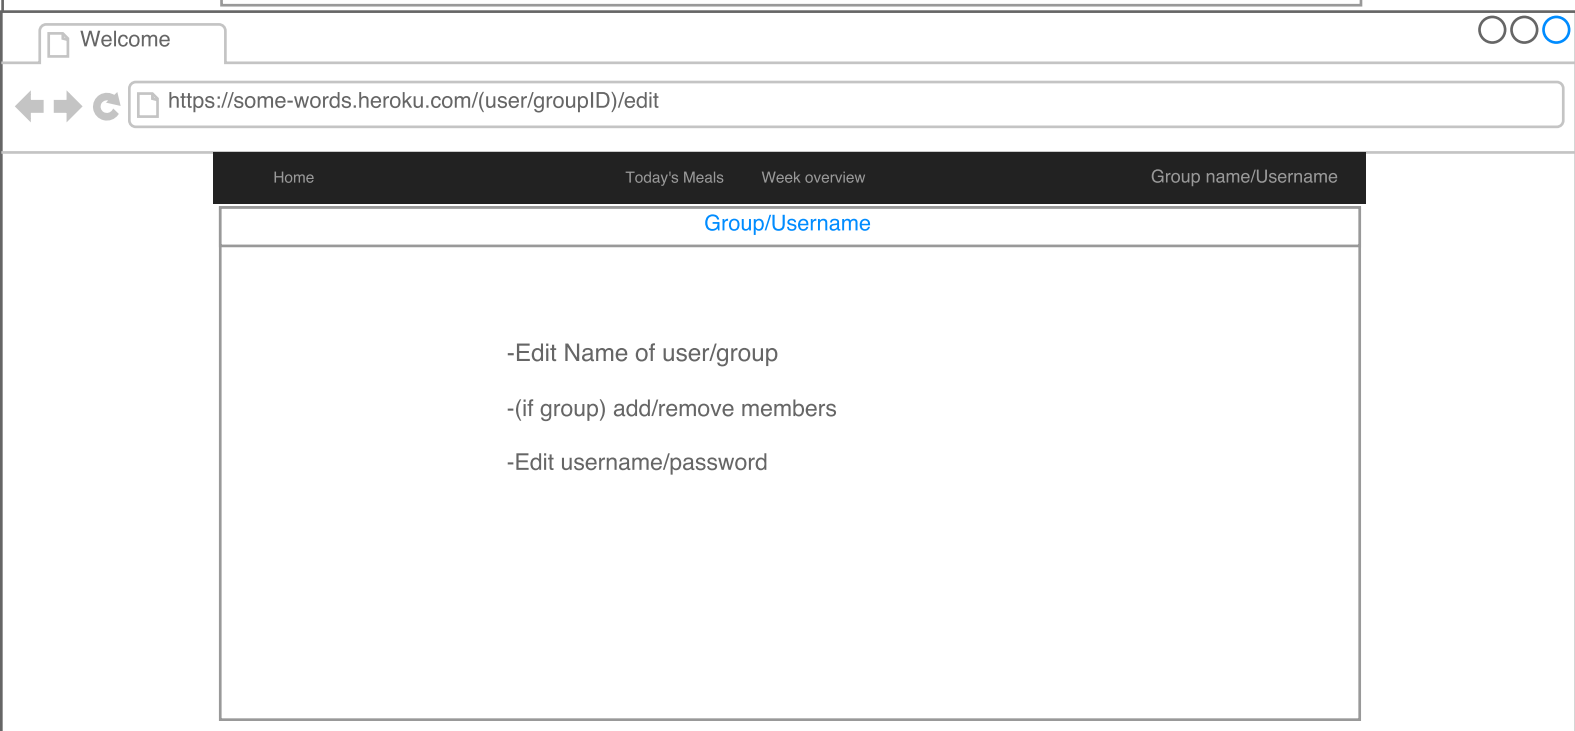 Welcome
https://some-words.heroku.com/(user/groupID)/edit
Home Today's Meals Week overview Group name/Username
Group/Username
-Edit Name of user/group
-(if group) add/remove members
-Edit username/password